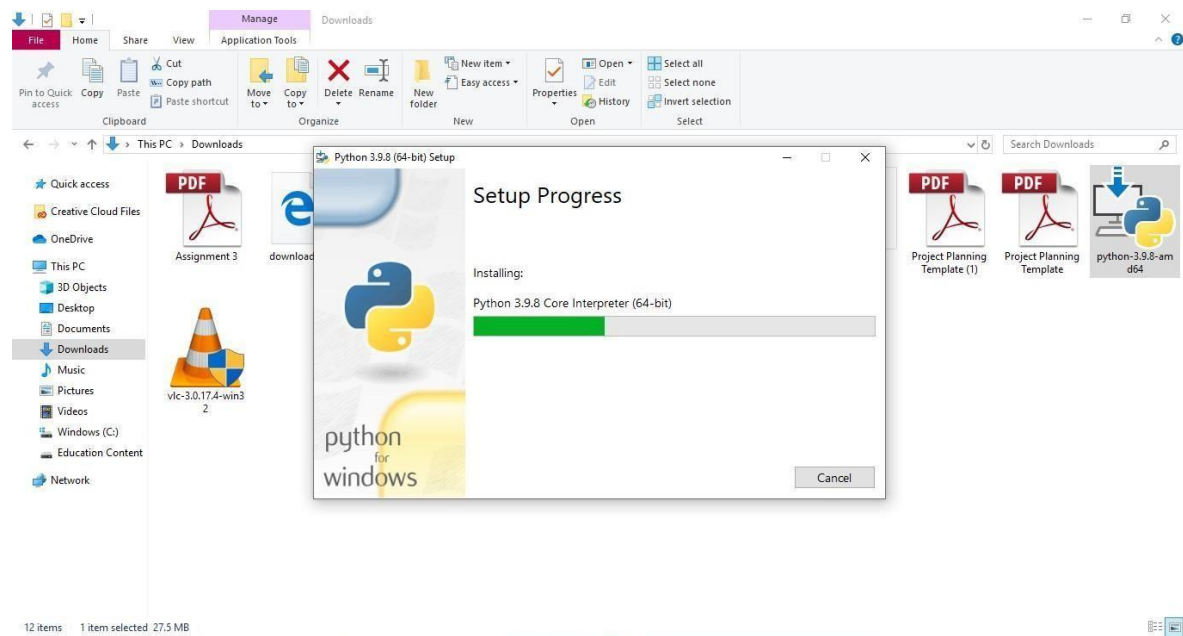 Manage
Downloads
File
Home
Share
View
Application Tools
Pin to Quick access
Copy
Paste
Cut
Copy path
Paste shortcut
Move to
Copy to
Delete
Rename
New folder
New item
Easy access
Properties
Open
Edit
History
Select all
Select none
Invert selection
Clipboard
Organize
New
Open
Select
This PC › Downloads
Search Downloads
Quick access
Creative Cloud Files
OneDrive
This PC
3D Objects
Desktop
Documents
Downloads
Music
Pictures
Videos
Windows (C:)
Education Content
Network
PDF
Assignment 3
download
vlc-3.0.17.4-win3
2
Python 3.9.8 (64-bit) Setup
Setup Progress
Installing:
Python 3.9.8 Core Interpreter (64-bit)
python
for
windows
Cancel
PDF
Project Planning
Template (1)
PDF
Project Planning
Template
python-3.9.8-am
d64
12 items
1 item selected 27.5 MB